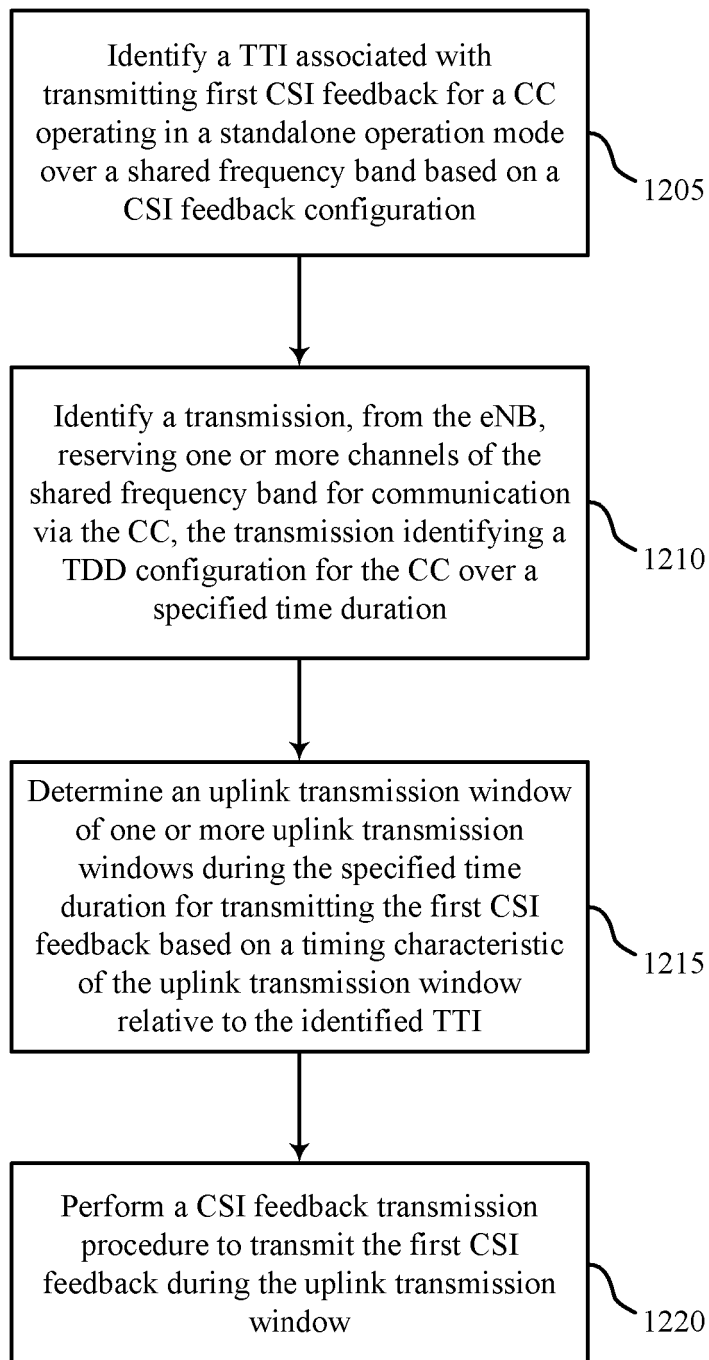 Identify a TTI associated with
transmitting first CSI feedback for a CC
operating in a standalone operation mode
over a shared frequency band based on a
CSI feedback configuration
1205
Identify a transmission, from the eNB,
reserving one or more channels of the
shared frequency band for communication
via the CC, the transmission identifying a
TDD configuration for the CC over a
specified time duration
1210
Determine an uplink transmission window
of one or more uplink transmission
windows during the specified time
duration for transmitting the first CSI
feedback based on a timing characteristic
of the uplink transmission window
relative to the identified TTI
1215
Perform a CSI feedback transmission
procedure to transmit the first CSI
feedback during the uplink transmission
window
1220